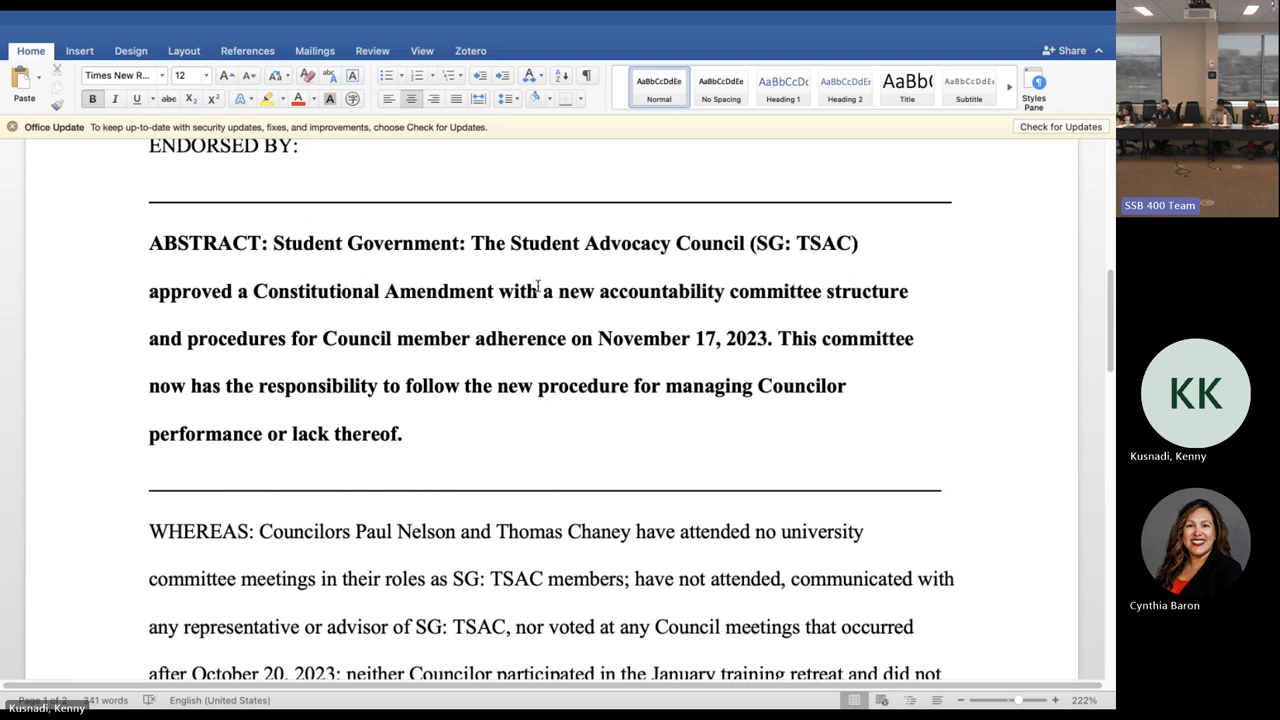 Home Insert Design Layout References Mailings Review View Zotero Share
Times New R... 12
Paste
AaBbCcDdEe AaBbCcDdEe AaBbCcDc AaBbCcDdEe AaBb( AaBbCcDdEe
Normal No Spacing Heading 1 Heading 2 Title Subtitle Styles Pane
Office Update To keep up-to-date with security updates, fixes, and improvements, choose Check for Updates. Check for Updates
ENDORSED BY:
ABSTRACT: Student Government: The Student Advocacy Council (SG: TSAC)
approved a Constitutional Amendment with a new accountability committee structure
and procedures for Council member adherence on November 17, 2023. This committee
now has the responsibility to follow the new procedure for managing Councilor
performance or lack thereof.
WHEREAS: Councilors Paul Nelson and Thomas Chaney have attended no university
committee meetings in their roles as SG: TSAC members; have not attended, communicated with
any representative or advisor of SG: TSAC, nor voted at any Council meetings that occurred
after October 20, 2023; neither Councilor participated in the January training retreat and did not
Page 1 of 2 341 words English (United States) 222%
Kusnadi, Kenny
SSB 400 Team
KK
Kusnadi, Kenny
Cynthia Baron